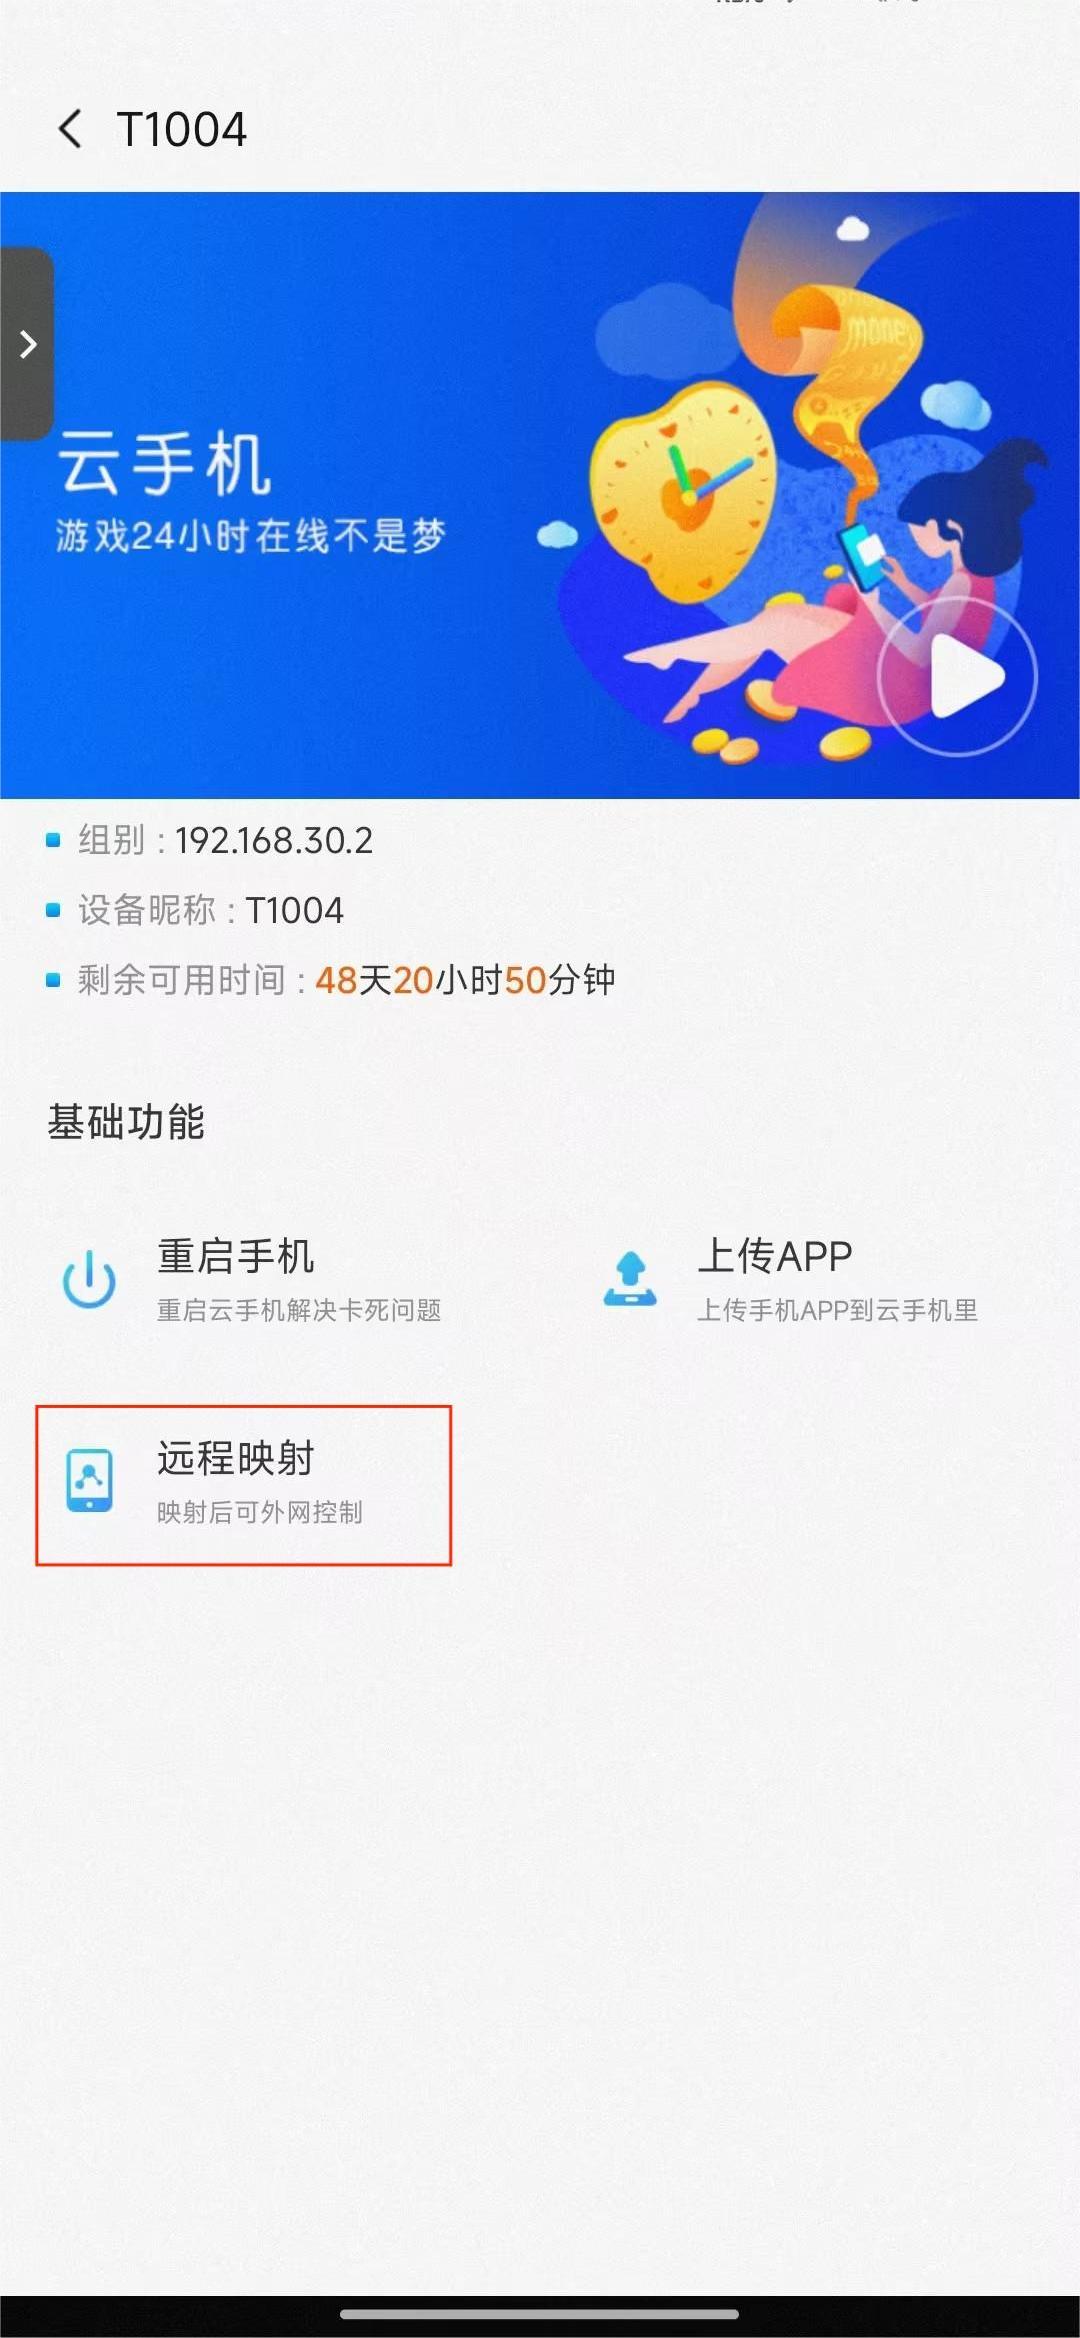 T1004
money
云手机
游戏24小时在线不是梦
组别 : 192.168.30.2
设备昵称 : T1004
剩余可用时间 : 48天20小时50分钟
基础功能
重启手机
重启云手机解决卡死问题
上传APP
上传手机APP到云手机里
远程映射
映射后可外网控制